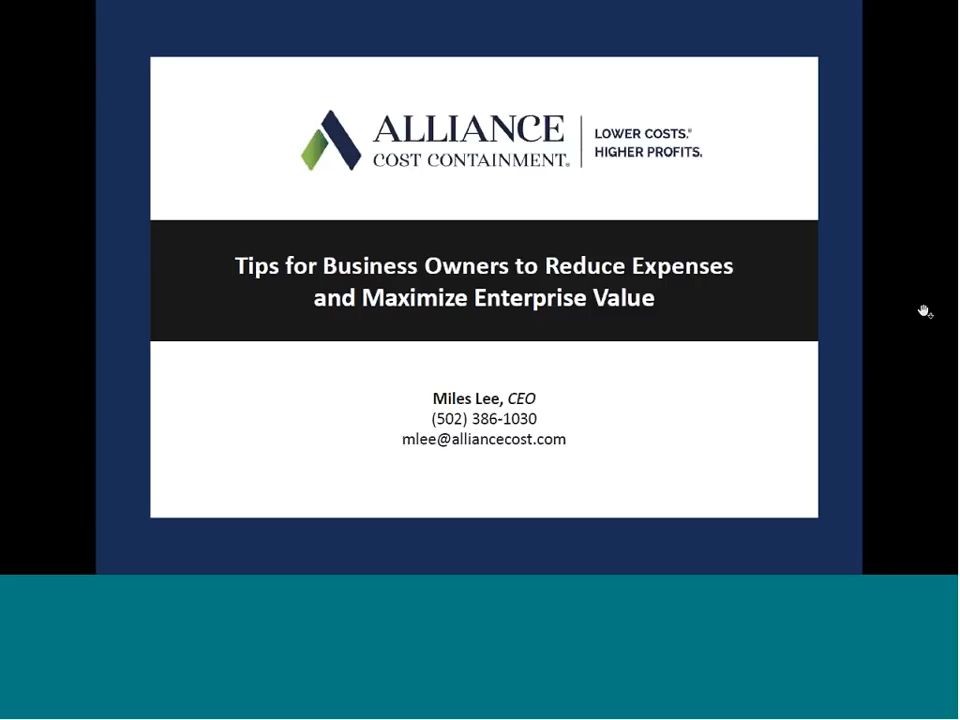 ALLIANCE
COST CONTAINMENT®
LOWER COSTS.®
HIGHER PROFITS.
Tips for Business Owners to Reduce Expenses
and Maximize Enterprise Value
Miles Lee, CEO
(502) 386-1030
mlee@alliancecost.com